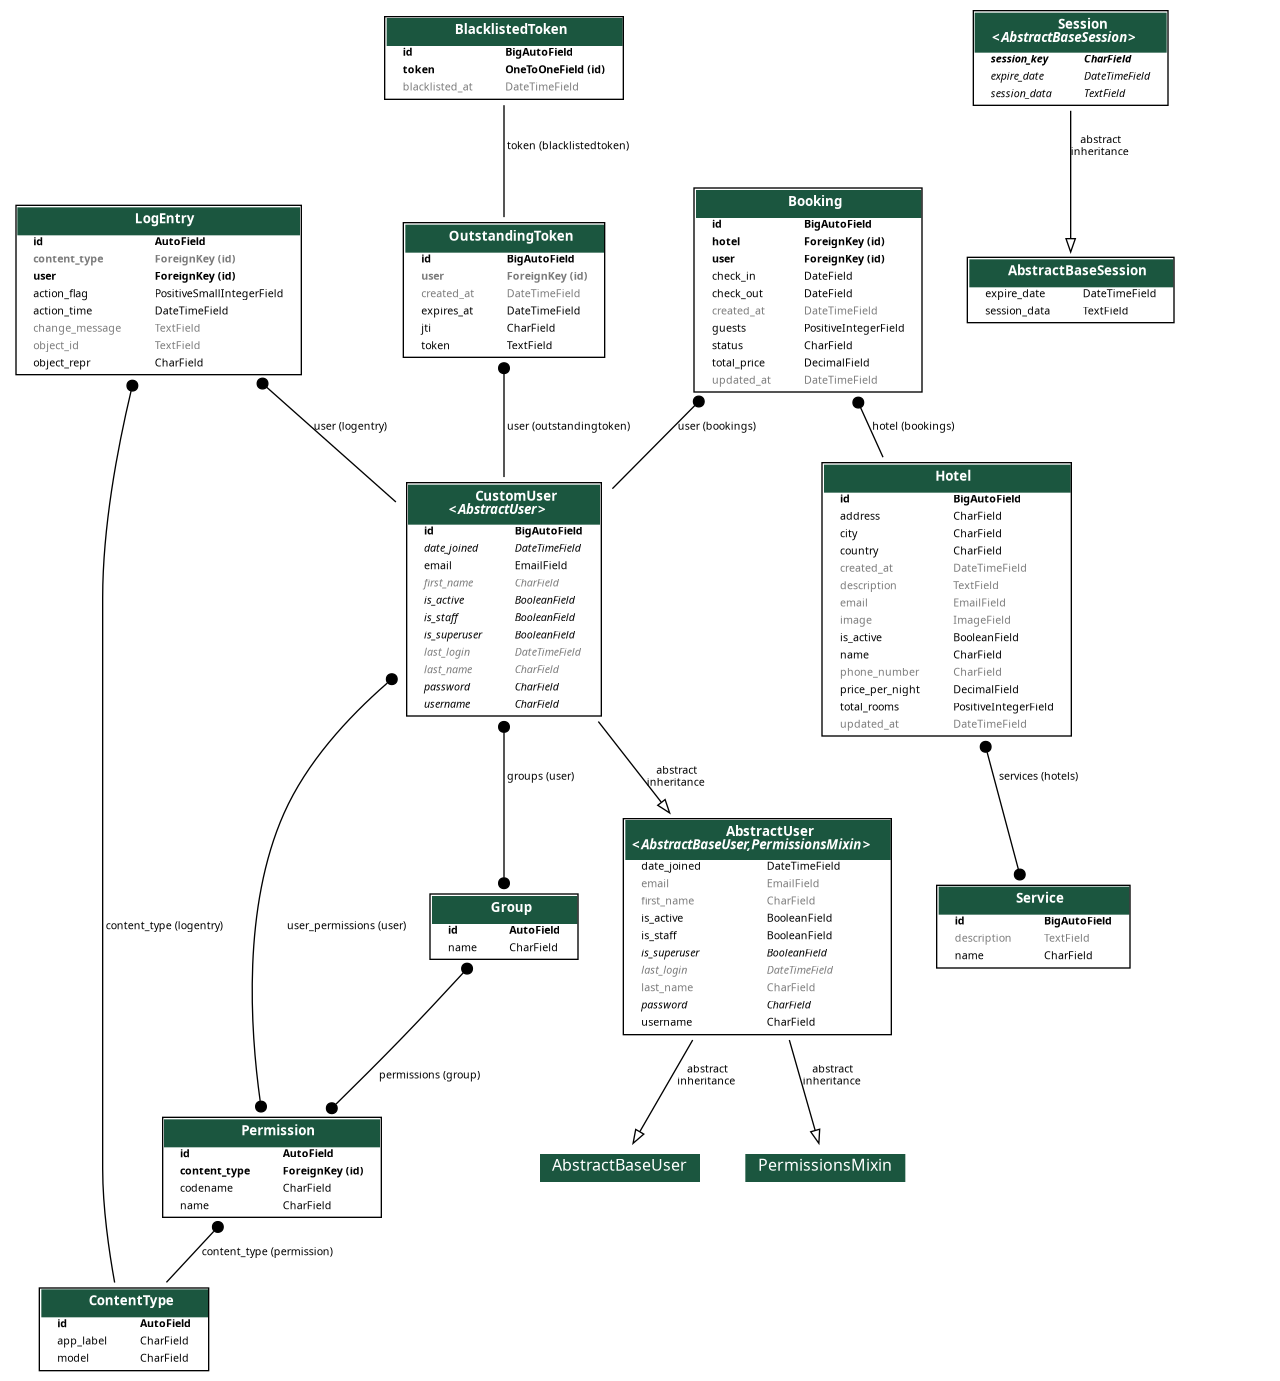 BlacklistedToken
id BigAutoField
token OneToOneField (id)
blacklisted_at DateTimeField
Session
<AbstractBaseSession>
session_key CharField
expire_date DateTimeField
session_data TextField
token (blacklistedtoken)
abstract
inheritance
LogEntry
id AutoField
content_type ForeignKey (id)
user ForeignKey (id)
action_flag PositiveSmallIntegerField
action_time DateTimeField
change_message TextField
object_id TextField
object_repr CharField
OutstandingToken
id BigAutoField
user ForeignKey (id)
created_at DateTimeField
expires_at DateTimeField
jti CharField
token TextField
Booking
id BigAutoField
hotel ForeignKey (id)
user ForeignKey (id)
check_in DateField
check_out DateField
created_at DateTimeField
guests PositiveIntegerField
status CharField
total_price DecimalField
updated_at DateTimeField
AbstractBaseSession
expire_date DateTimeField
session_data TextField
user (logentry)
user (outstandingtoken)
user (bookings)
hotel (bookings)
CustomUser
<AbstractUser>
id BigAutoField
date_joined DateTimeField
email EmailField
first_name CharField
is_active BooleanField
is_staff BooleanField
is_superuser BooleanField
last_login DateTimeField
last_name CharField
password CharField
username CharField
Hotel
id BigAutoField
address CharField
city CharField
country CharField
created_at DateTimeField
description TextField
email EmailField
image ImageField
is_active BooleanField
name CharField
phone_number CharField
price_per_night DecimalField
total_rooms PositiveIntegerField
updated_at DateTimeField
groups (user)
abstract
inheritance
services (hotels)
AbstractUser
<AbstractBaseUser,PermissionsMixin>
date_joined DateTimeField
email EmailField
first_name CharField
is_active BooleanField
is_staff BooleanField
is_superuser BooleanField
last_login DateTimeField
last_name CharField
password CharField
username CharField
content_type (logentry)
user_permissions (user)
Group
id AutoField
name CharField
Service
id BigAutoField
description TextField
name CharField
permissions (group)
abstract
inheritance
abstract
inheritance
Permission
id AutoField
content_type ForeignKey (id)
codename CharField
name CharField
AbstractBaseUser
PermissionsMixin
content_type (permission)
ContentType
id AutoField
app_label CharField
model CharField